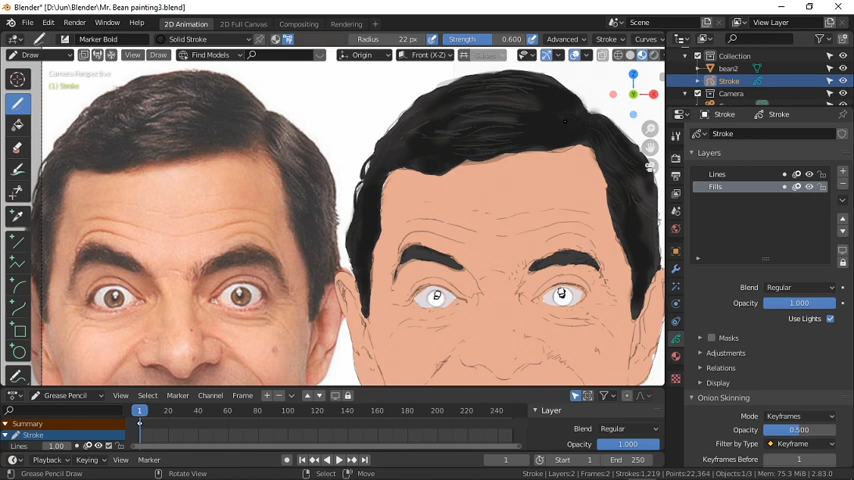 Blender* [D:\Jun\Blender\Mr. Bean painting3.blend]
File Edit Render Window Help 2D Animation 2D Full Canvas Compositing Rendering Scene View Layer
Marker Bold Solid Stroke Radius 22 px Strength 0.600 Advanced Stroke Curves
Draw View Draw Find Models Origin Front (X-Z) Guides
Camera Perspective
(1) Stroke
Z
X
Y
Collection
bean2
Stroke
Camera
Stroke Stroke
Stroke
Layers
Lines
Fills
Blend Regular
Opacity 1.000
Use Lights
Masks
Adjustments
Relations
Display
Onion Skinning
Mode Keyframes
Opacity 0.500
Filter by Type Keyframe
Keyframes Before 1
Grease Pencil View Select Marker Channel Frame
1 20 40 60 80 100 120 140 160 180 200 220 240
Summary
Stroke
Lines 1.00
Layer
Blend Regular
Opacity 1.000
Playback Keying View Marker 1 Start 1 End 250
Grease Pencil Draw Rotate View Select Move Stroke | Layers:2 | Frames:2 | Strokes:1,219 | Points:22,364 | Objects:1/3 | Mem: 75.3 MiB | 2.83.0